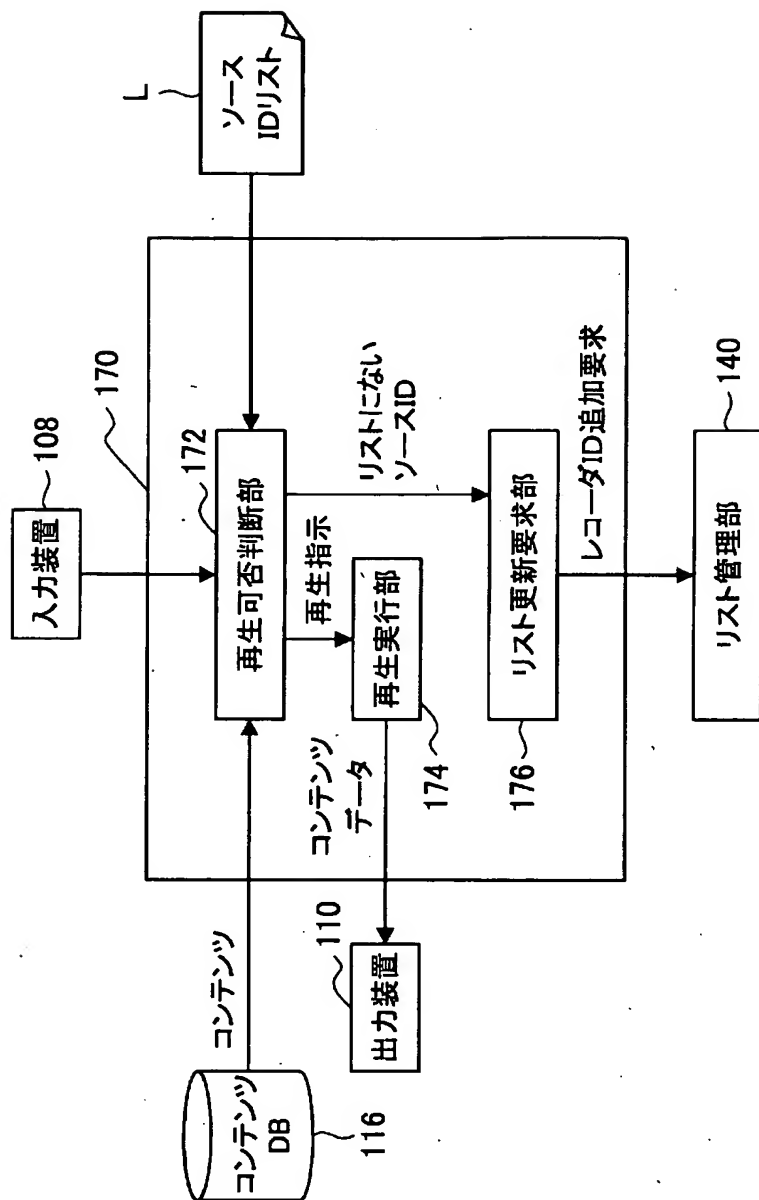 L
ソース
IDリスト
170
108
入力装置
172
再生可否判断部
リストにない
ソースID
再生指示
再生実行部
174
コンテンツ
データ
リスト更新要求部
176
レコーダID追加要求
140
リスト管理部
コンテンツ
コンテンツ
DB
116
110
出力装置